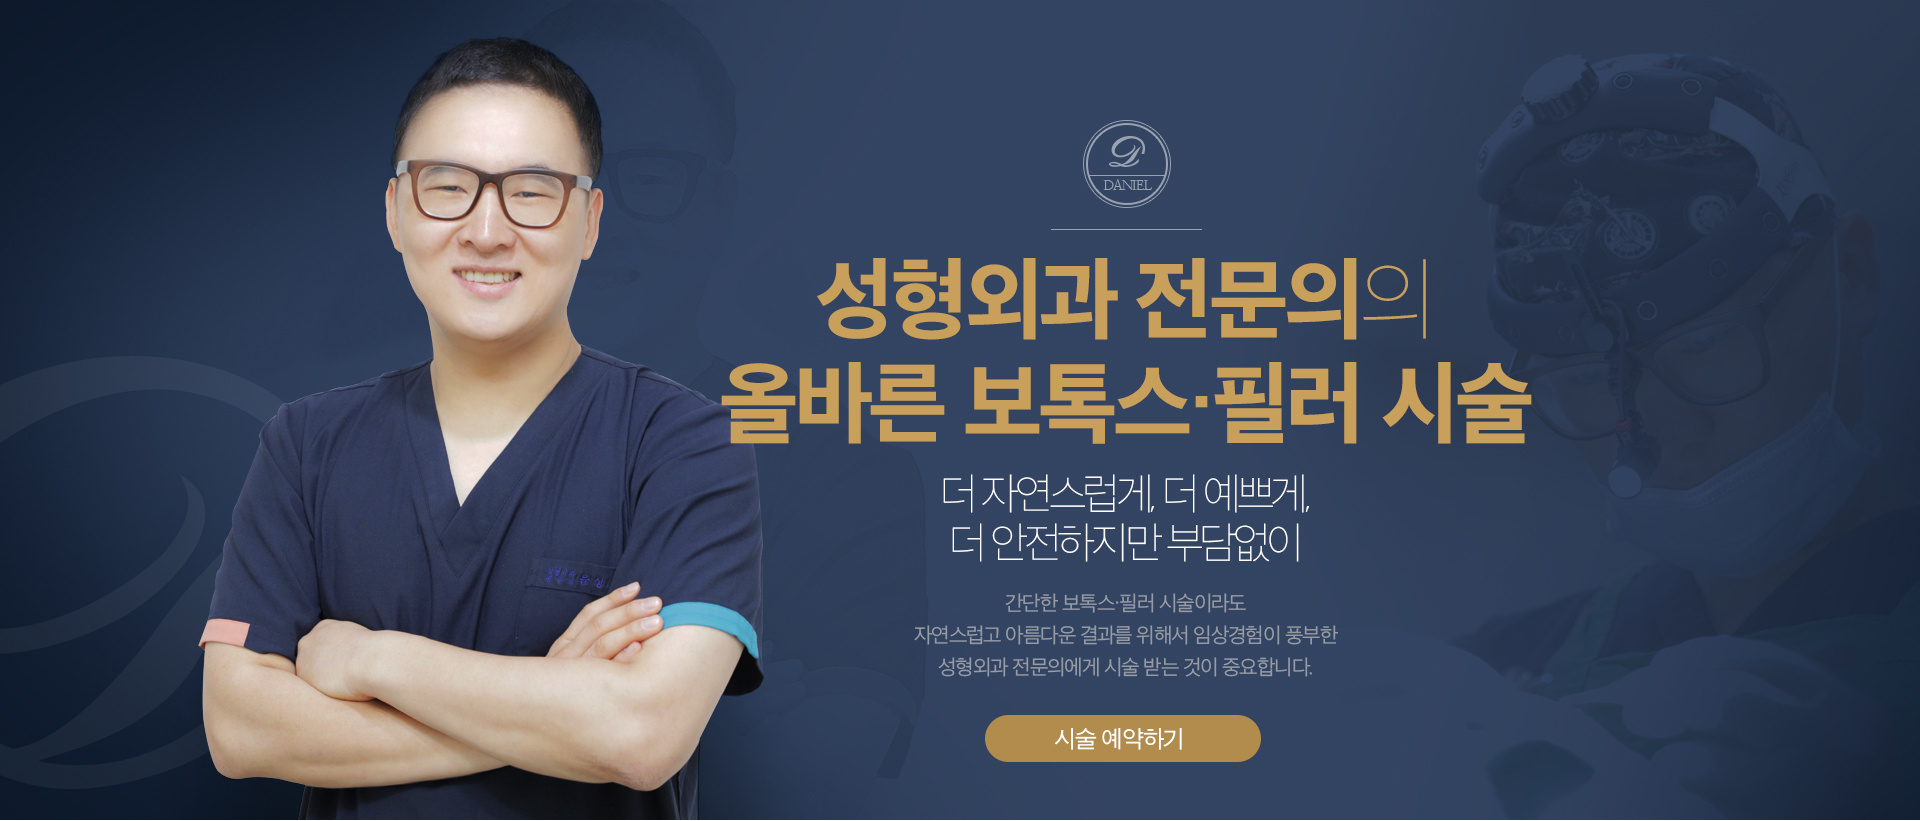 DANIEL
성형외과 전문의의
올바른 보톡스·필러 시술
더 자연스럽게, 더 예쁘게,
더 안전하지만 부담없이
간단한 보톡스·필러 시술이라도
자연스럽고 아름다운 결과를 위해서 임상경험이 풍부한
성형외과 전문의에게 시술 받는 것이 중요합니다.
시술 예약하기